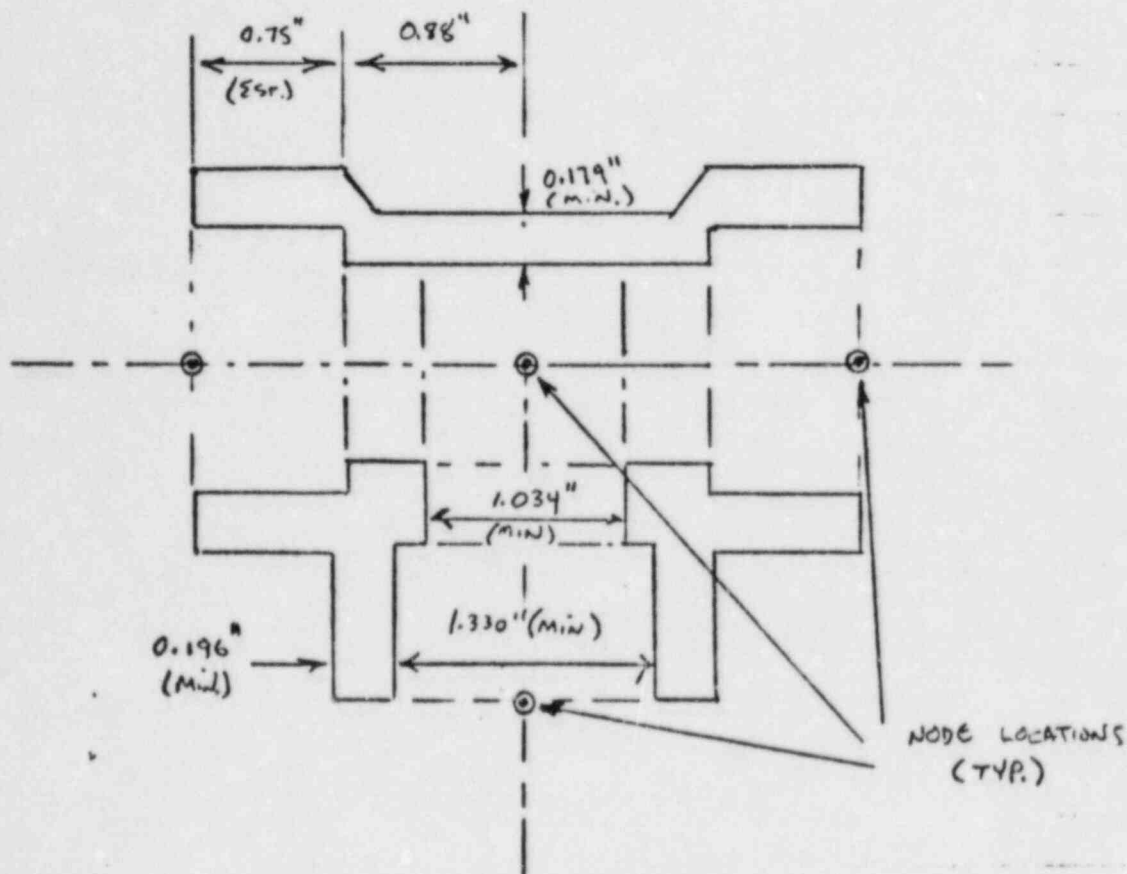 0.75" 0.88"
(EST.)
0.179"
(MIN.)
1.034"
(MIN)
1.330" (MIN)
0.196"
(MIN.)
NODE LOCATIONS
(TYP.)